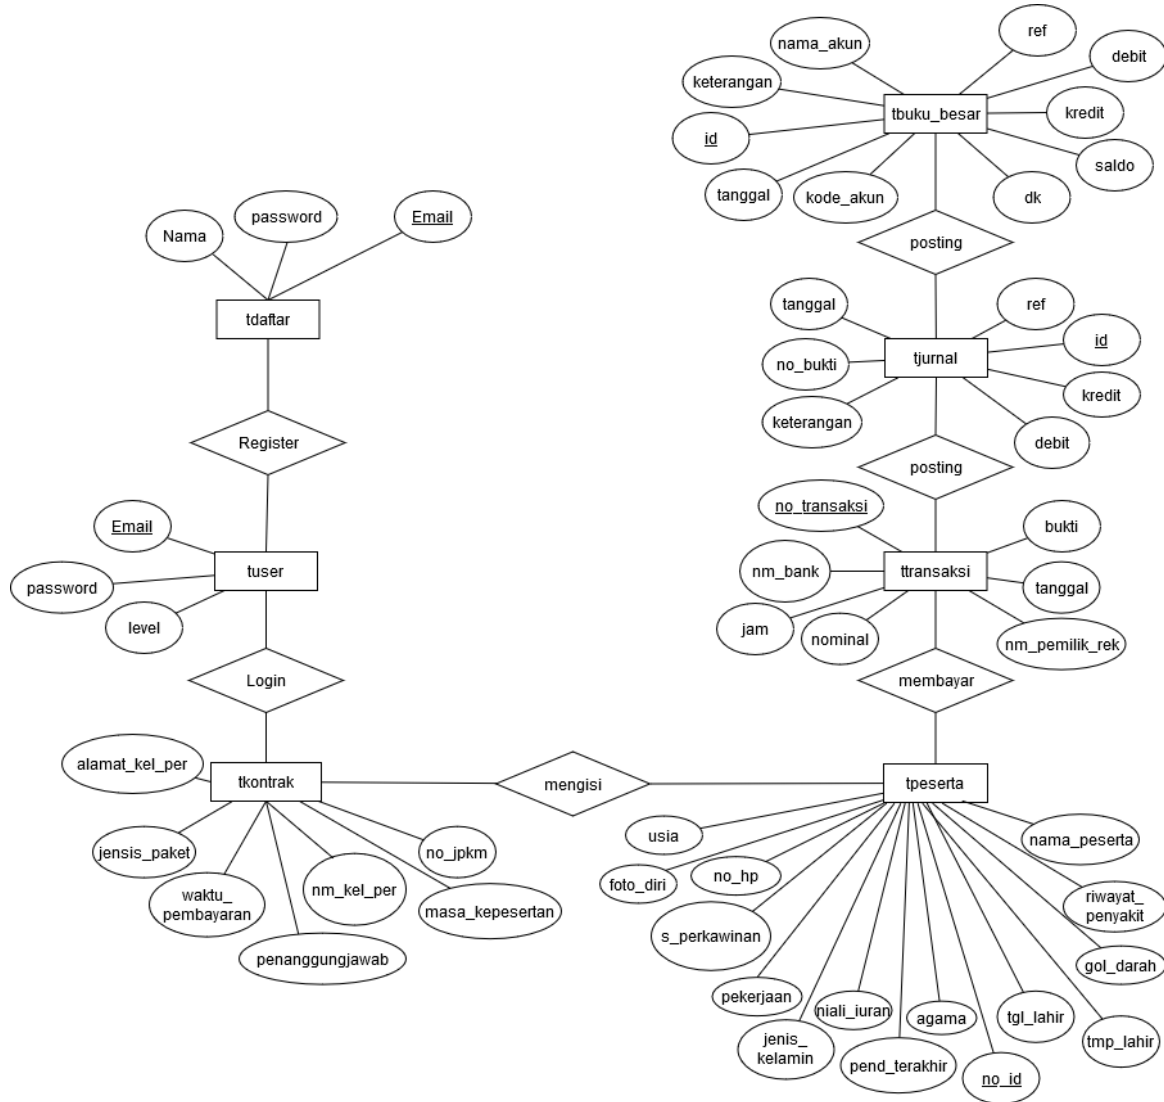 ref
nama_akun
debit
keterangan
tbuku_besar
kredit
id
saldo
tanggal
kode_akun
dk
password
Email
Nama
posting
tdaftar
tanggal
ref
id
no_bukti
tjurnal
kredit
keterangan
debit
Register
posting
no_transaksi
Email
bukti
nm_bank
ttransaksi
tuser
password
tanggal
level
jam
nominal
nm_pemilik_rek
Login
membayar
alamat_kel_per
tkontrak
mengisi
tpeserta
usia
nama_peserta
jensis_paket
no_jpkm
foto_diri
no_hp
waktu_
pembayaran
nm_kel_per
masa_kepesertan
riwayat_
penyakit
s_perkawinan
penanggungjawab
gol_darah
pekerjaan
niali_iuran
agama
tgl_lahir
jenis_
kelamin
tmp_lahir
pend_terakhir
no_id